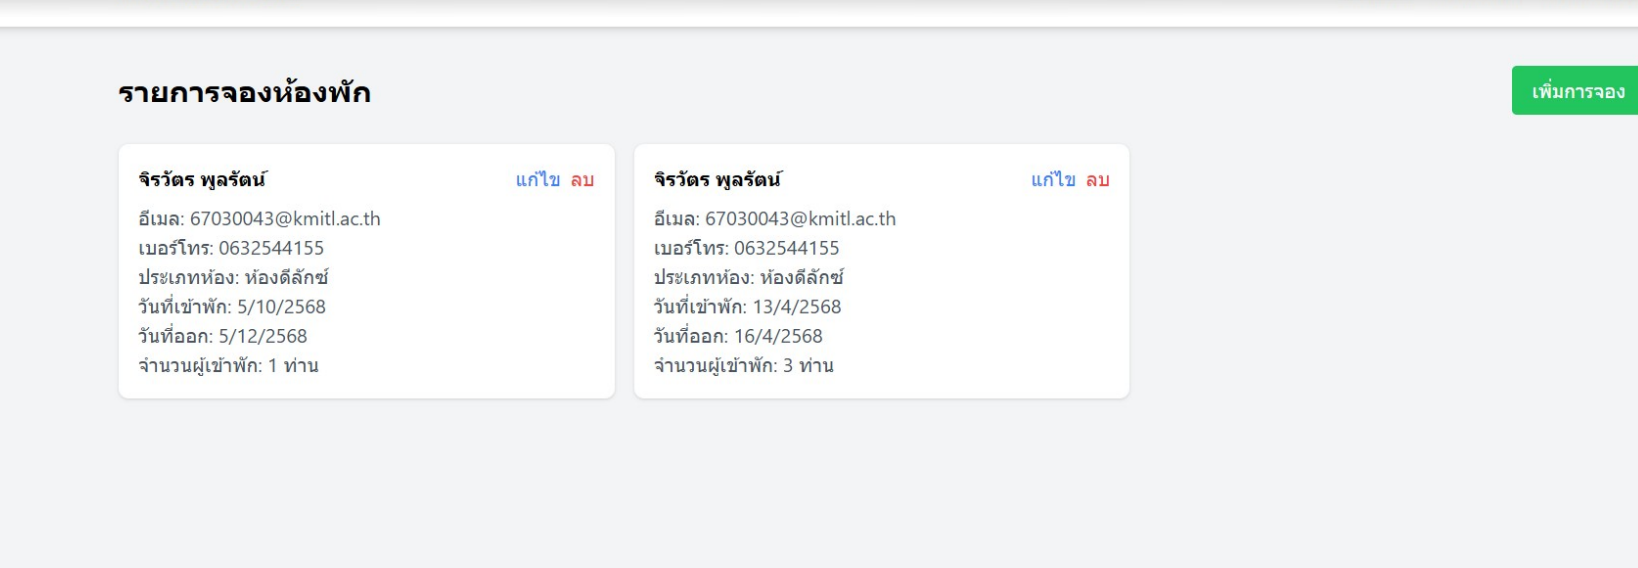 รายการจองห้องพัก
เพิ่มการจอง
จิรวัตร พูลรัตน์
แก้ไข ลบ
อีเมล: 67030043@kmitl.ac.th
เบอร์โทร: 0632544155
ประเภทห้อง: ห้องดีลักซ์
วันที่เข้าพัก: 5/10/2568
วันที่ออก: 5/12/2568
จำนวนผู้เข้าพัก: 1 ท่าน
จิรวัตร พูลรัตน์
แก้ไข ลบ
อีเมล: 67030043@kmitl.ac.th
เบอร์โทร: 0632544155
ประเภทห้อง: ห้องดีลักซ์
วันที่เข้าพัก: 13/4/2568
วันที่ออก: 16/4/2568
จำนวนผู้เข้าพัก: 3 ท่าน